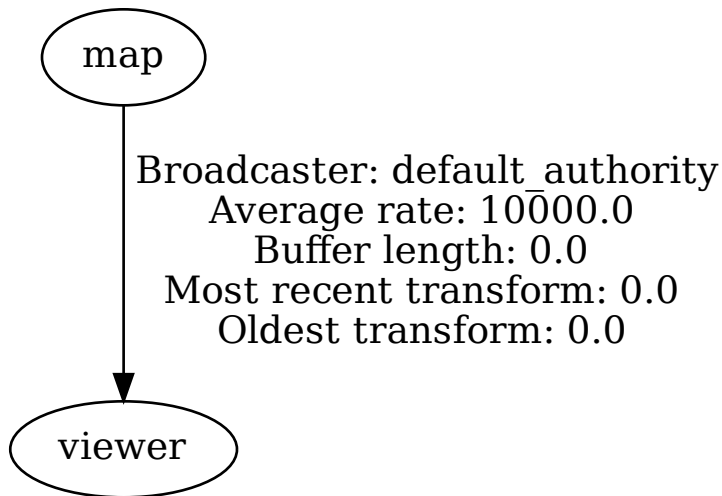 map
Broadcaster: default_authority
Average rate: 10000.0
Buffer length: 0.0
Most recent transform: 0.0
Oldest transform: 0.0
viewer